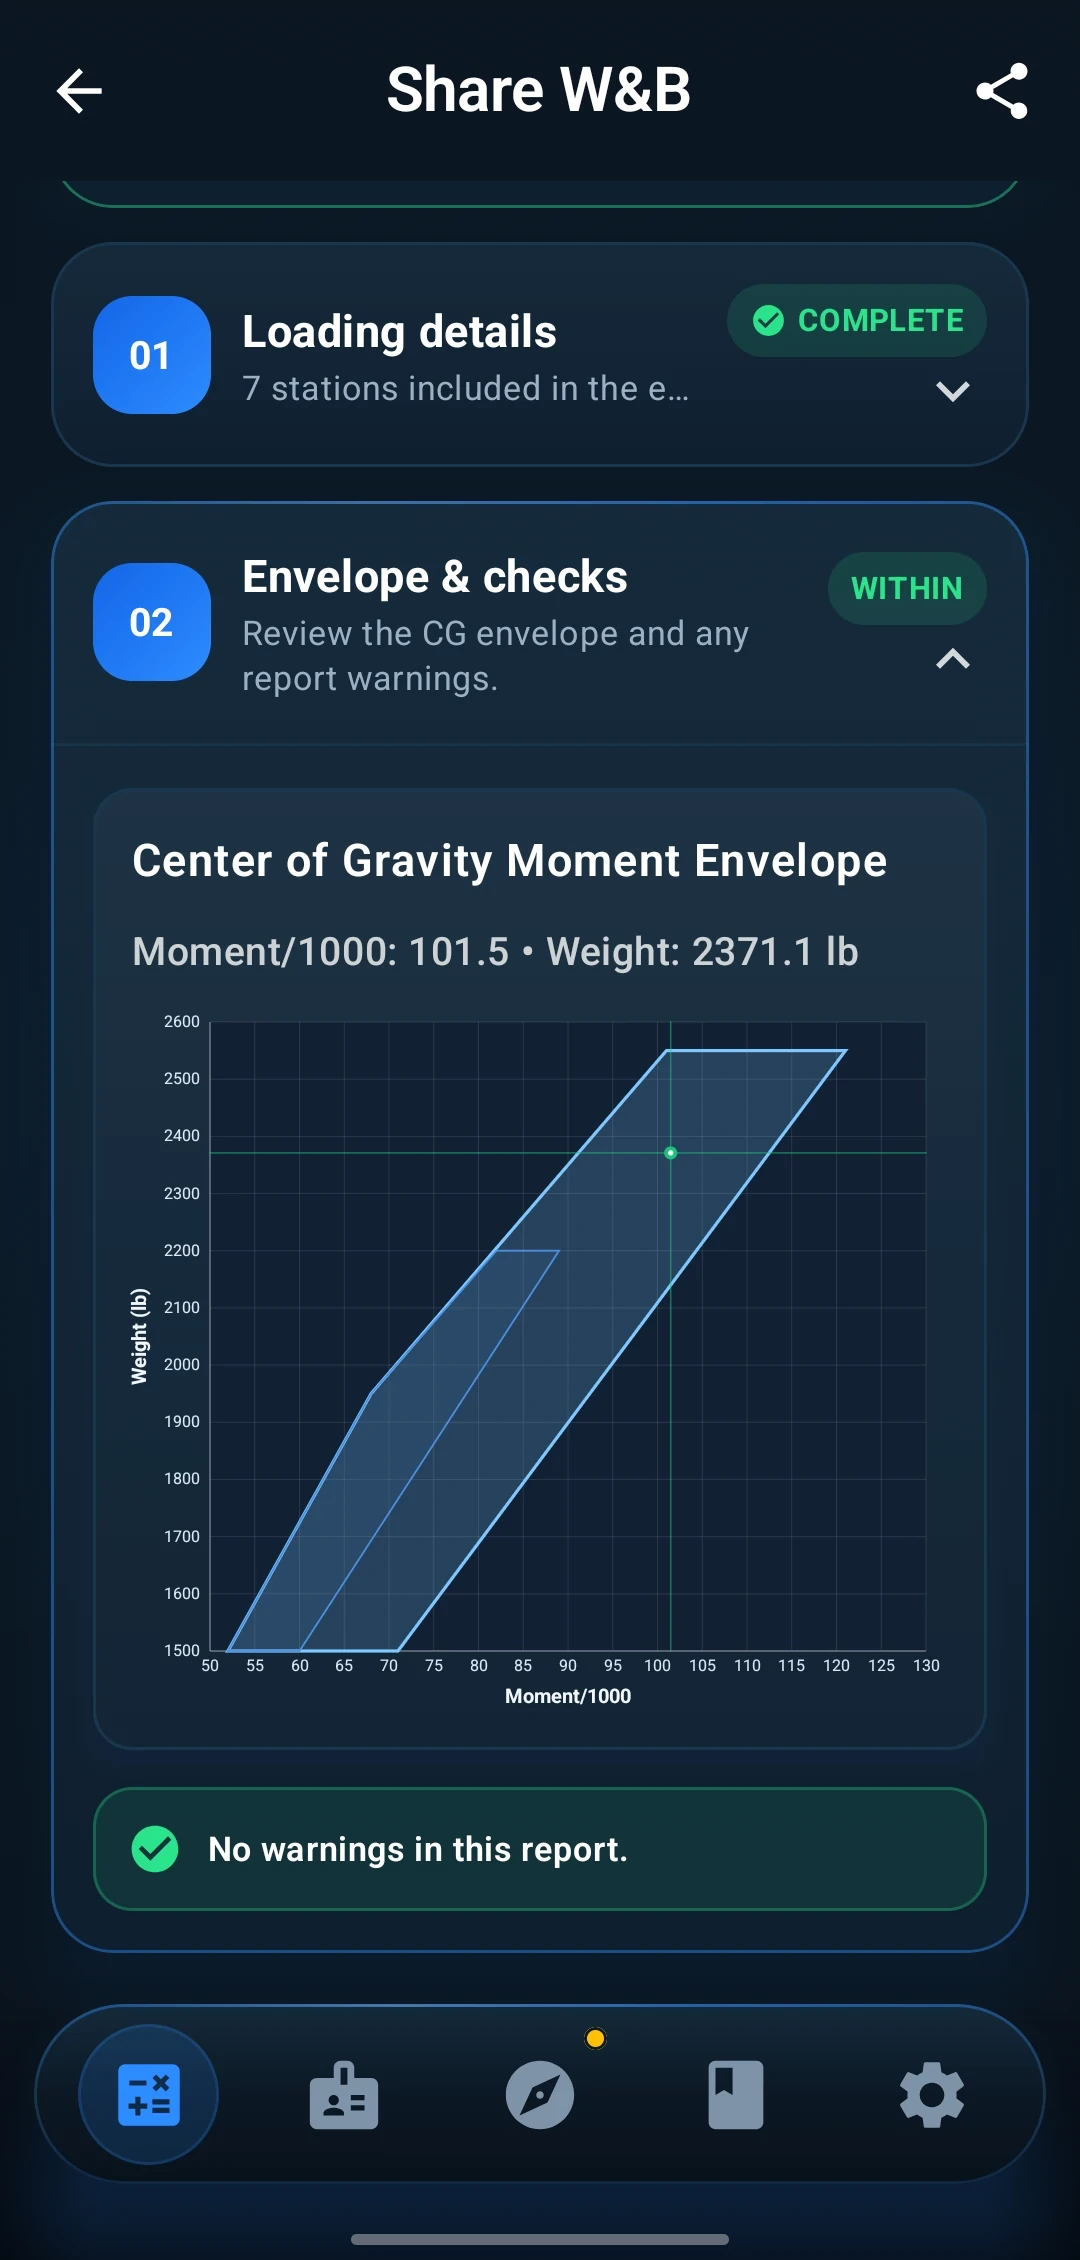 Share W&B
01
Loading details
7 stations included in the e…
COMPLETE
02
Envelope & checks
Review the CG envelope and any
report warnings.
WITHIN
Center of Gravity Moment Envelope
Moment/1000: 101.5 • Weight: 2371.1 lb
2600
2500
2400
2300
2200
2100
2000
1900
1800
1700
1600
1500
Weight (lb)
50 55 60 65 70 75 80 85 90 95 100 105 110 115 120 125 130
Moment/1000
No warnings in this report.